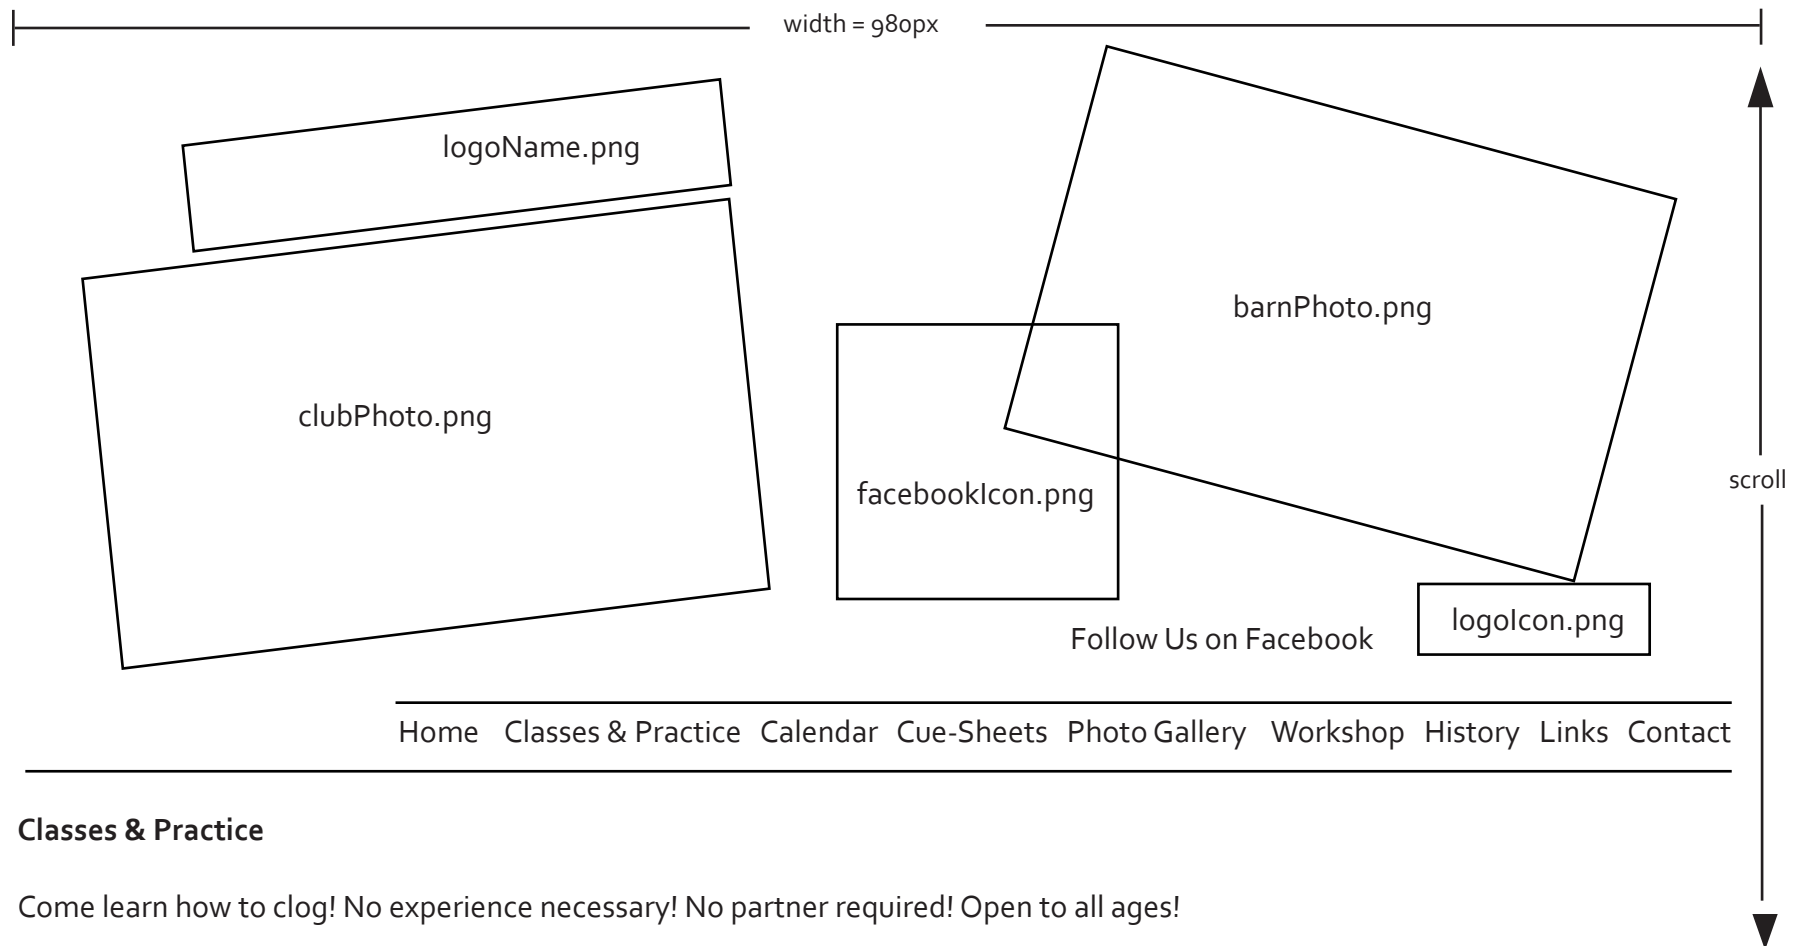 width = 980px
logoName.png
barnPhoto.png
clubPhoto.png
facebookIcon.png
scroll
logoIcon.png
Follow Us on Facebook
Home Classes & Practice Calendar Cue-Sheets Photo Gallery Workshop History Links Contact
Classes & Practice
Come learn how to clog! No experience necessary! No partner required! Open to all ages!